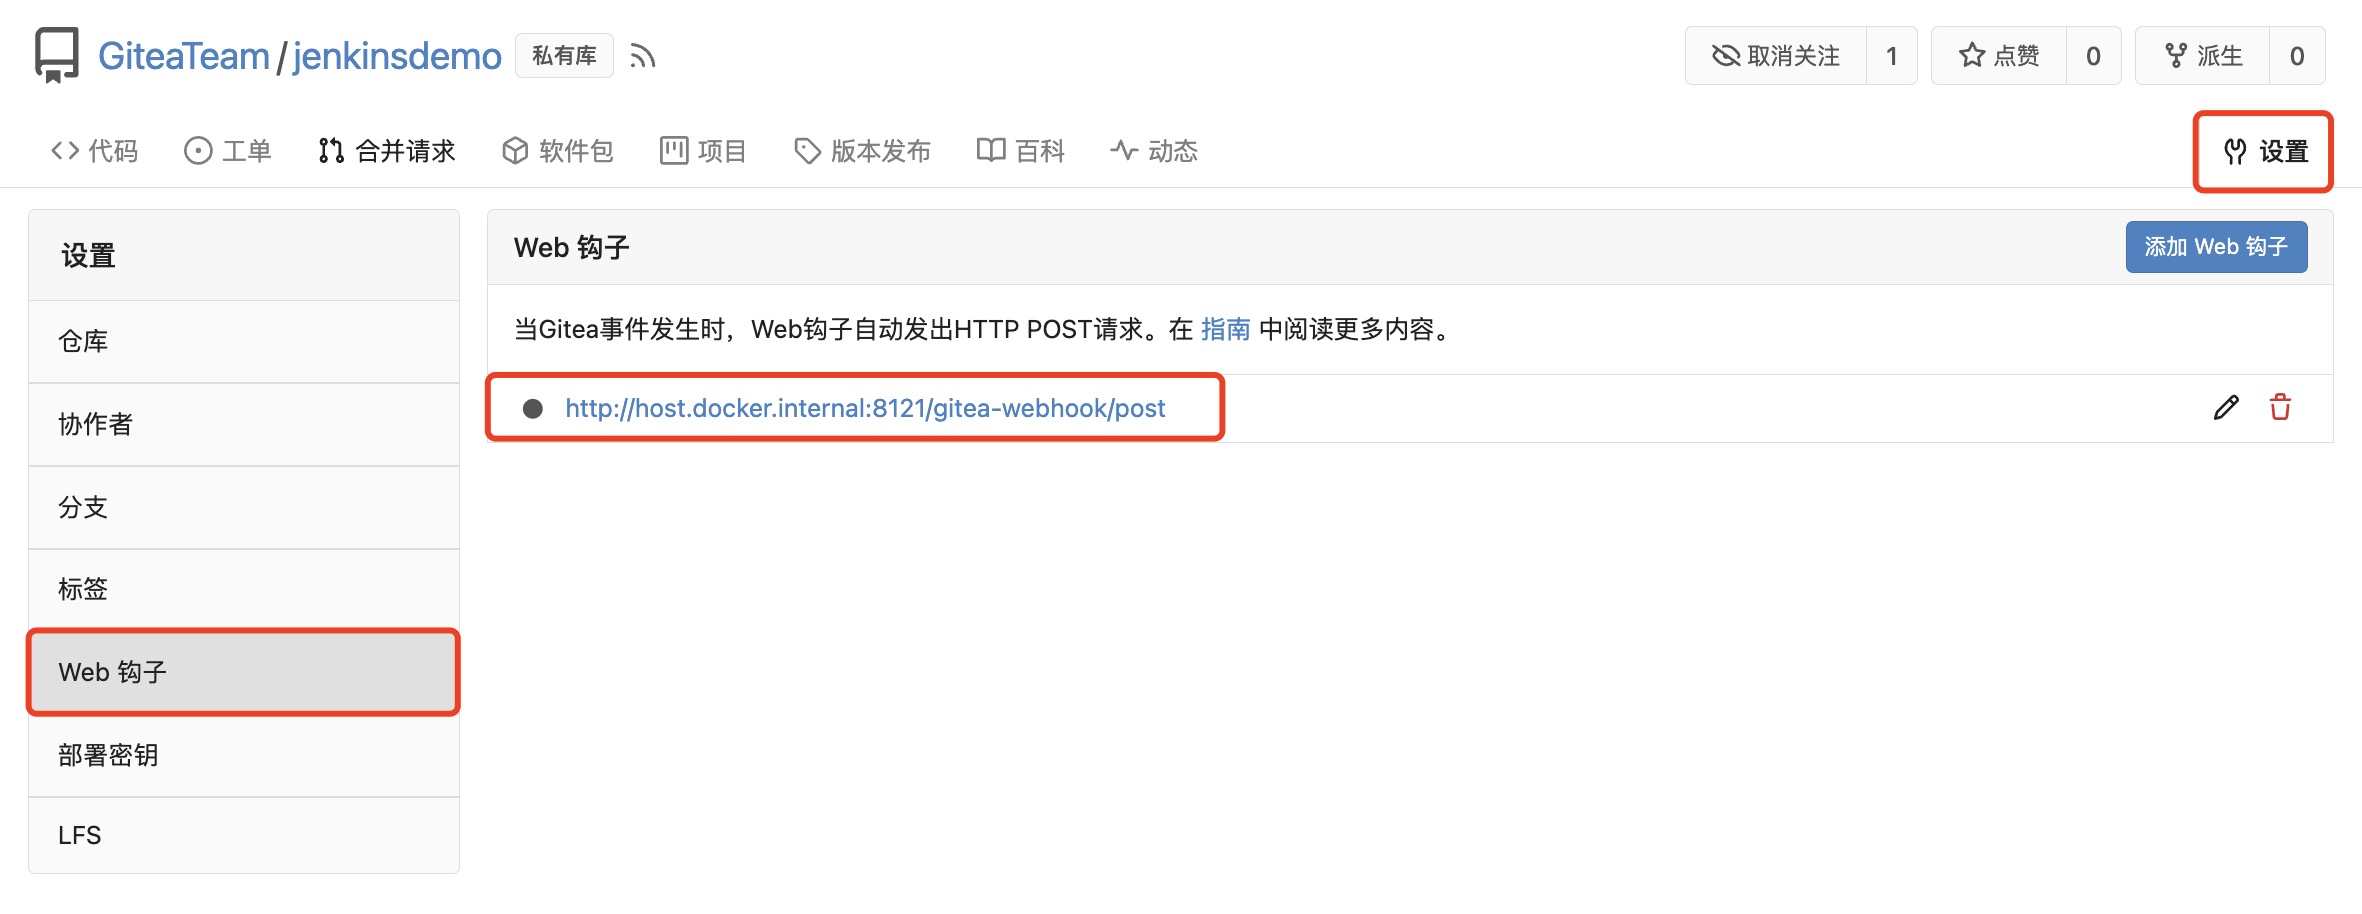 GiteaTeam / jenkinsdemo 私有库 取消关注 1 点赞 0 派生 0
代码 工单 合并请求 软件包 项目 版本发布 百科 动态 设置
设置
仓库
协作者
分支
标签
Web 钩子
部署密钥
LFS
Web 钩子 添加 Web 钩子
当Gitea事件发生时，Web钩子自动发出HTTP POST请求。在 指南 中阅读更多内容。
http://host.docker.internal:8121/gitea-webhook/post